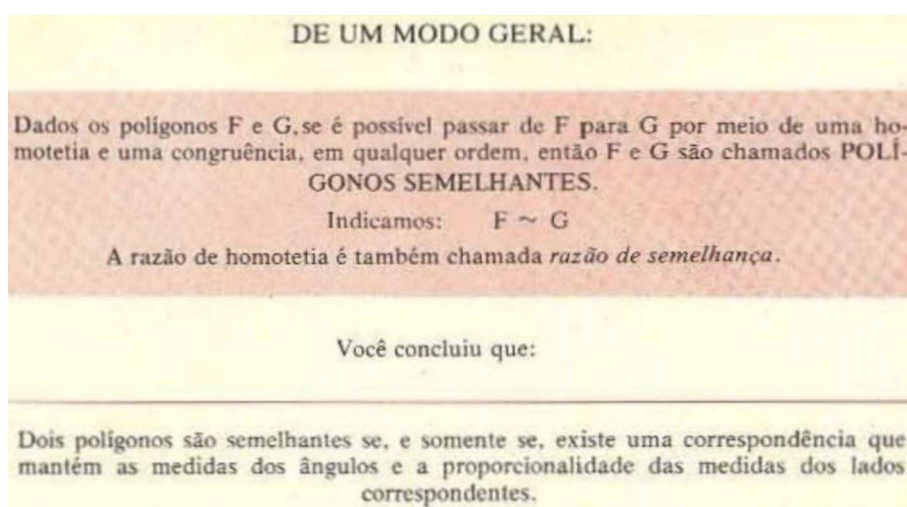 DE UM MODO GERAL:
Dados os polígonos F e G, se é possível passar de F para G por meio de uma ho-
motetia e uma congruência, em qualquer ordem, então F e G são chamados POLÍ-
GONOS SEMELHANTES.
Indicamos: F ~ G
A razão de homotetia é também chamada razão de semelhança.
Você concluiu que:
Dois polígonos são semelhantes se, e somente se, existe uma correspondência que
mantém as medidas dos ângulos e a proporcionalidade das medidas dos lados
correspondentes.